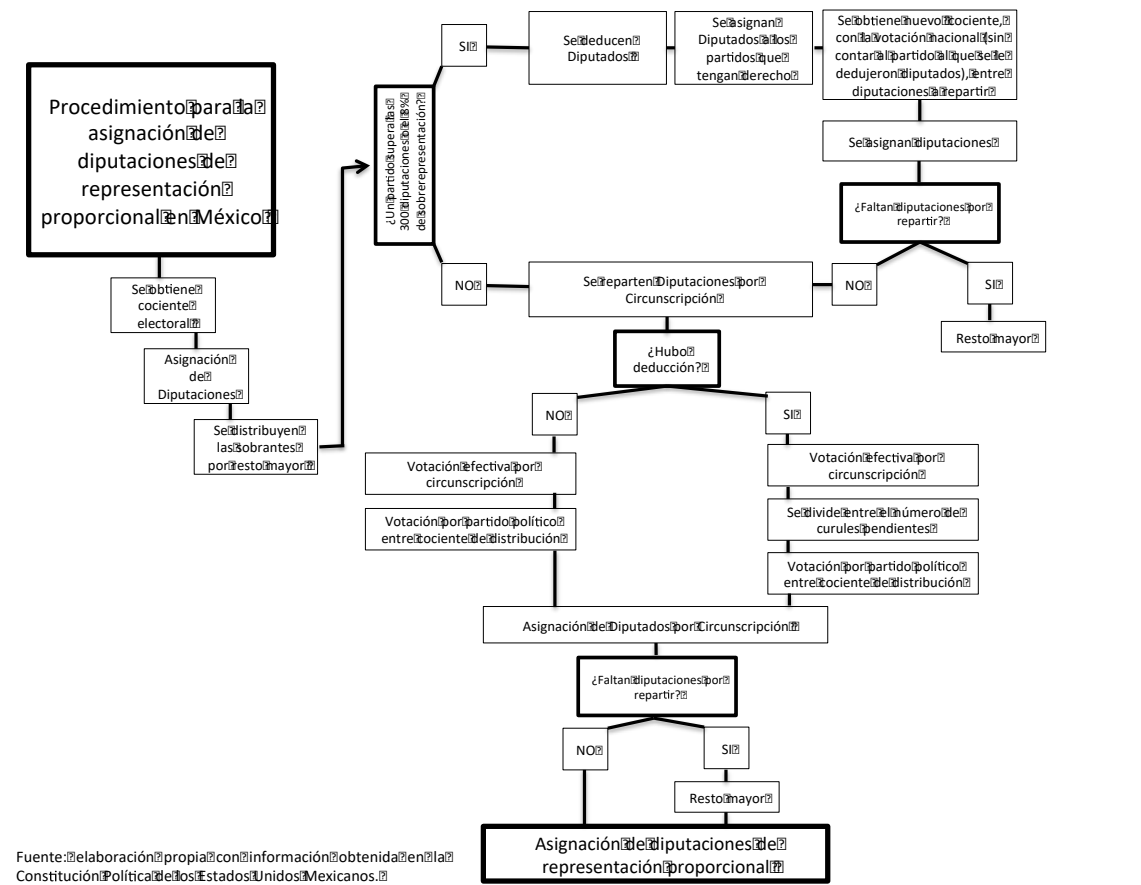 Procedimiento para la
asignación de
diputaciones de
representación
proporcional en México
Se obtiene
cociente
electoral
Asignación
de
Diputaciones
Se distribuyen
las sobrantes
por resto mayor
¿Un partido supera las
300 diputaciones o el 8%
de sobrerepresentación?
SI
Se deducen
Diputados
Se asignan
Diputados a los
partidos que
tengan derecho
Se obtiene nuevo cociente,
con la votación nacional (sin
contar al partido al que se le
dedujeron diputados), entre
diputaciones a repartir
Se asignan diputaciones
¿Faltan diputaciones por
repartir?
NO
SI
Resto mayor
NO
Se reparten Diputaciones por
Circunscripción
¿Hubo
deducción?
NO
Votación efectiva por
circunscripción
Votación por partido político
entre cociente de distribución
SI
Votación efectiva por
circunscripción
Se divide entre el número de
curules pendientes
Votación por partido político
entre cociente de distribución
Asignación de Diputados por Circunscripción
¿Faltan diputaciones por
repartir?
NO
SI
Resto mayor
Asignación de diputaciones de
representación proporcional
Fuente: elaboración propia con información obtenida en la
Constitución Política de los Estados Unidos Mexicanos.